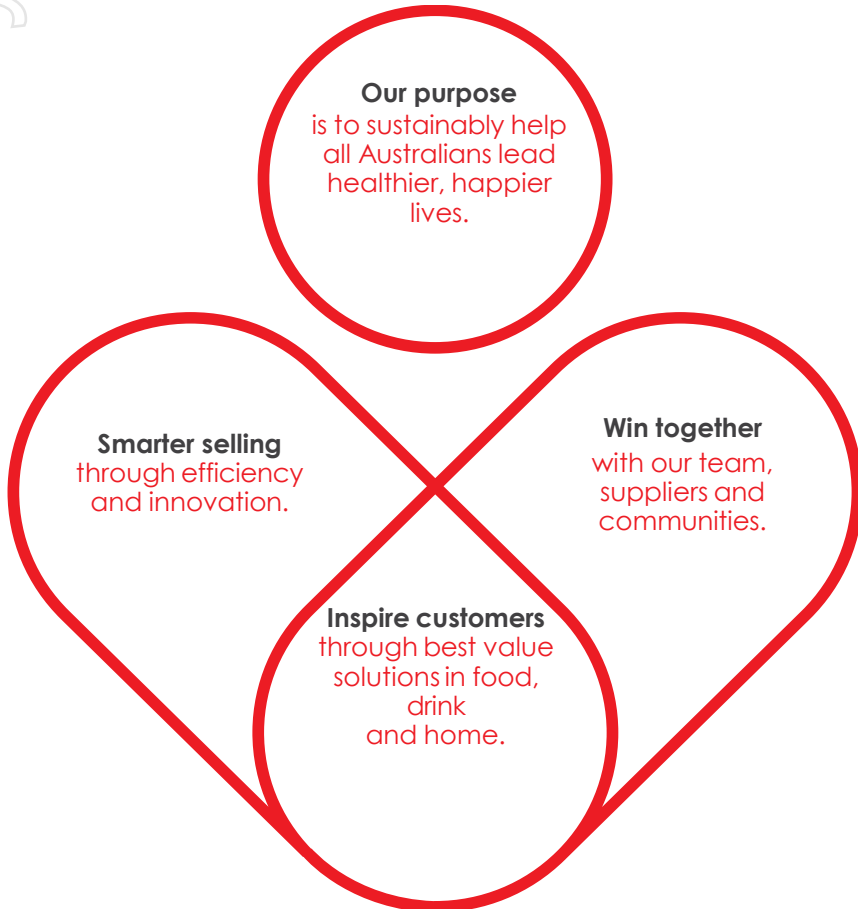 Our purpose
is to sustainably help
all Australians lead
healthier, happier
lives.
Smarter selling
through efficiency
and innovation.
Win together
with our team,
suppliers and
communities.
Inspire customers
through best value
solutions in food,
drink
and home.